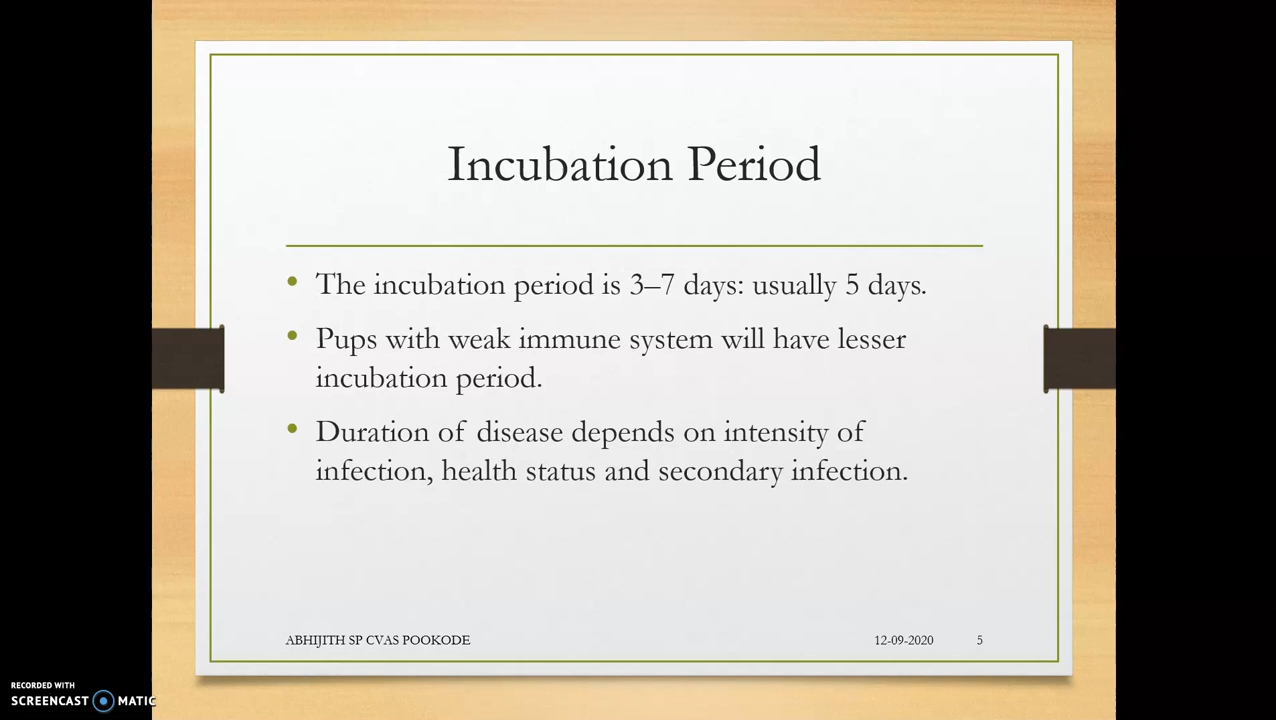 Incubation Period
• The incubation period is 3–7 days: usually 5 days.
• Pups with weak immune system will have lesser
incubation period.
• Duration of disease depends on intensity of
infection, health status and secondary infection.
ABHIJITH SP CVAS POOKODE
12-09-2020
5
RECORDED WITH
SCREENCAST MATIC